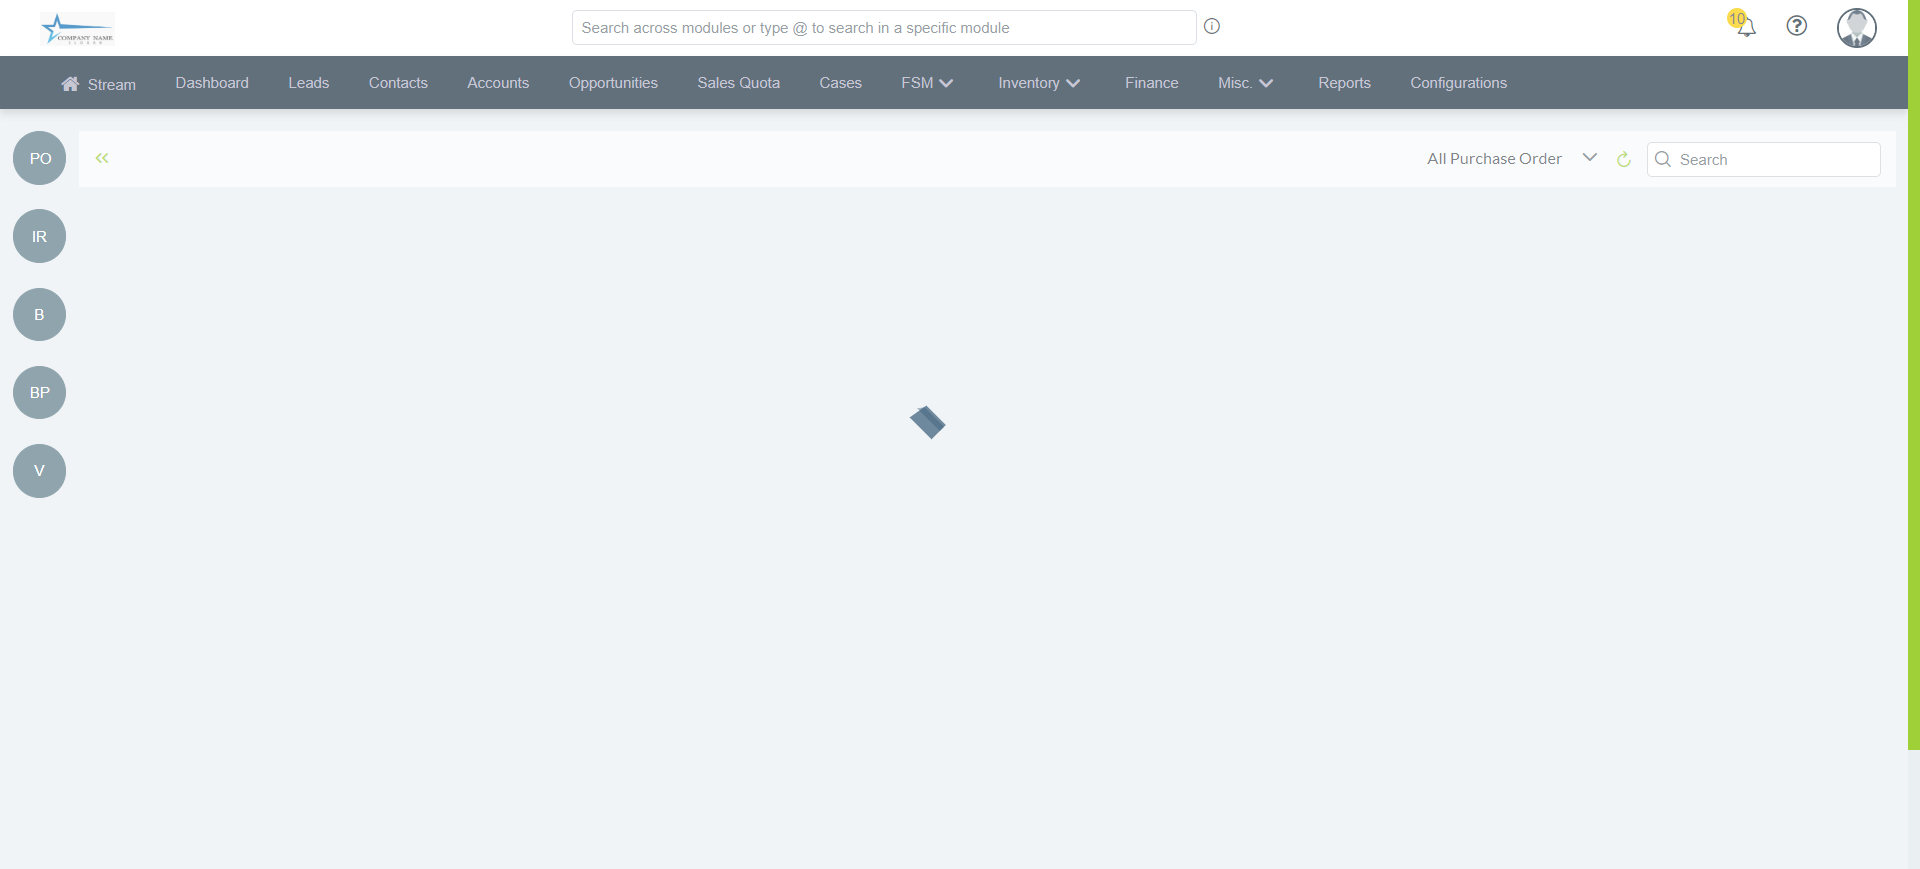 COMPANY NAME
Search across modules or type @ to search in a specific module
10
Stream
Dashboard
Leads
Contacts
Accounts
Opportunities
Sales Quota
Cases
FSM
Inventory
Finance
Misc.
Reports
Configurations
PO
All Purchase Order
Search
IR
B
BP
V